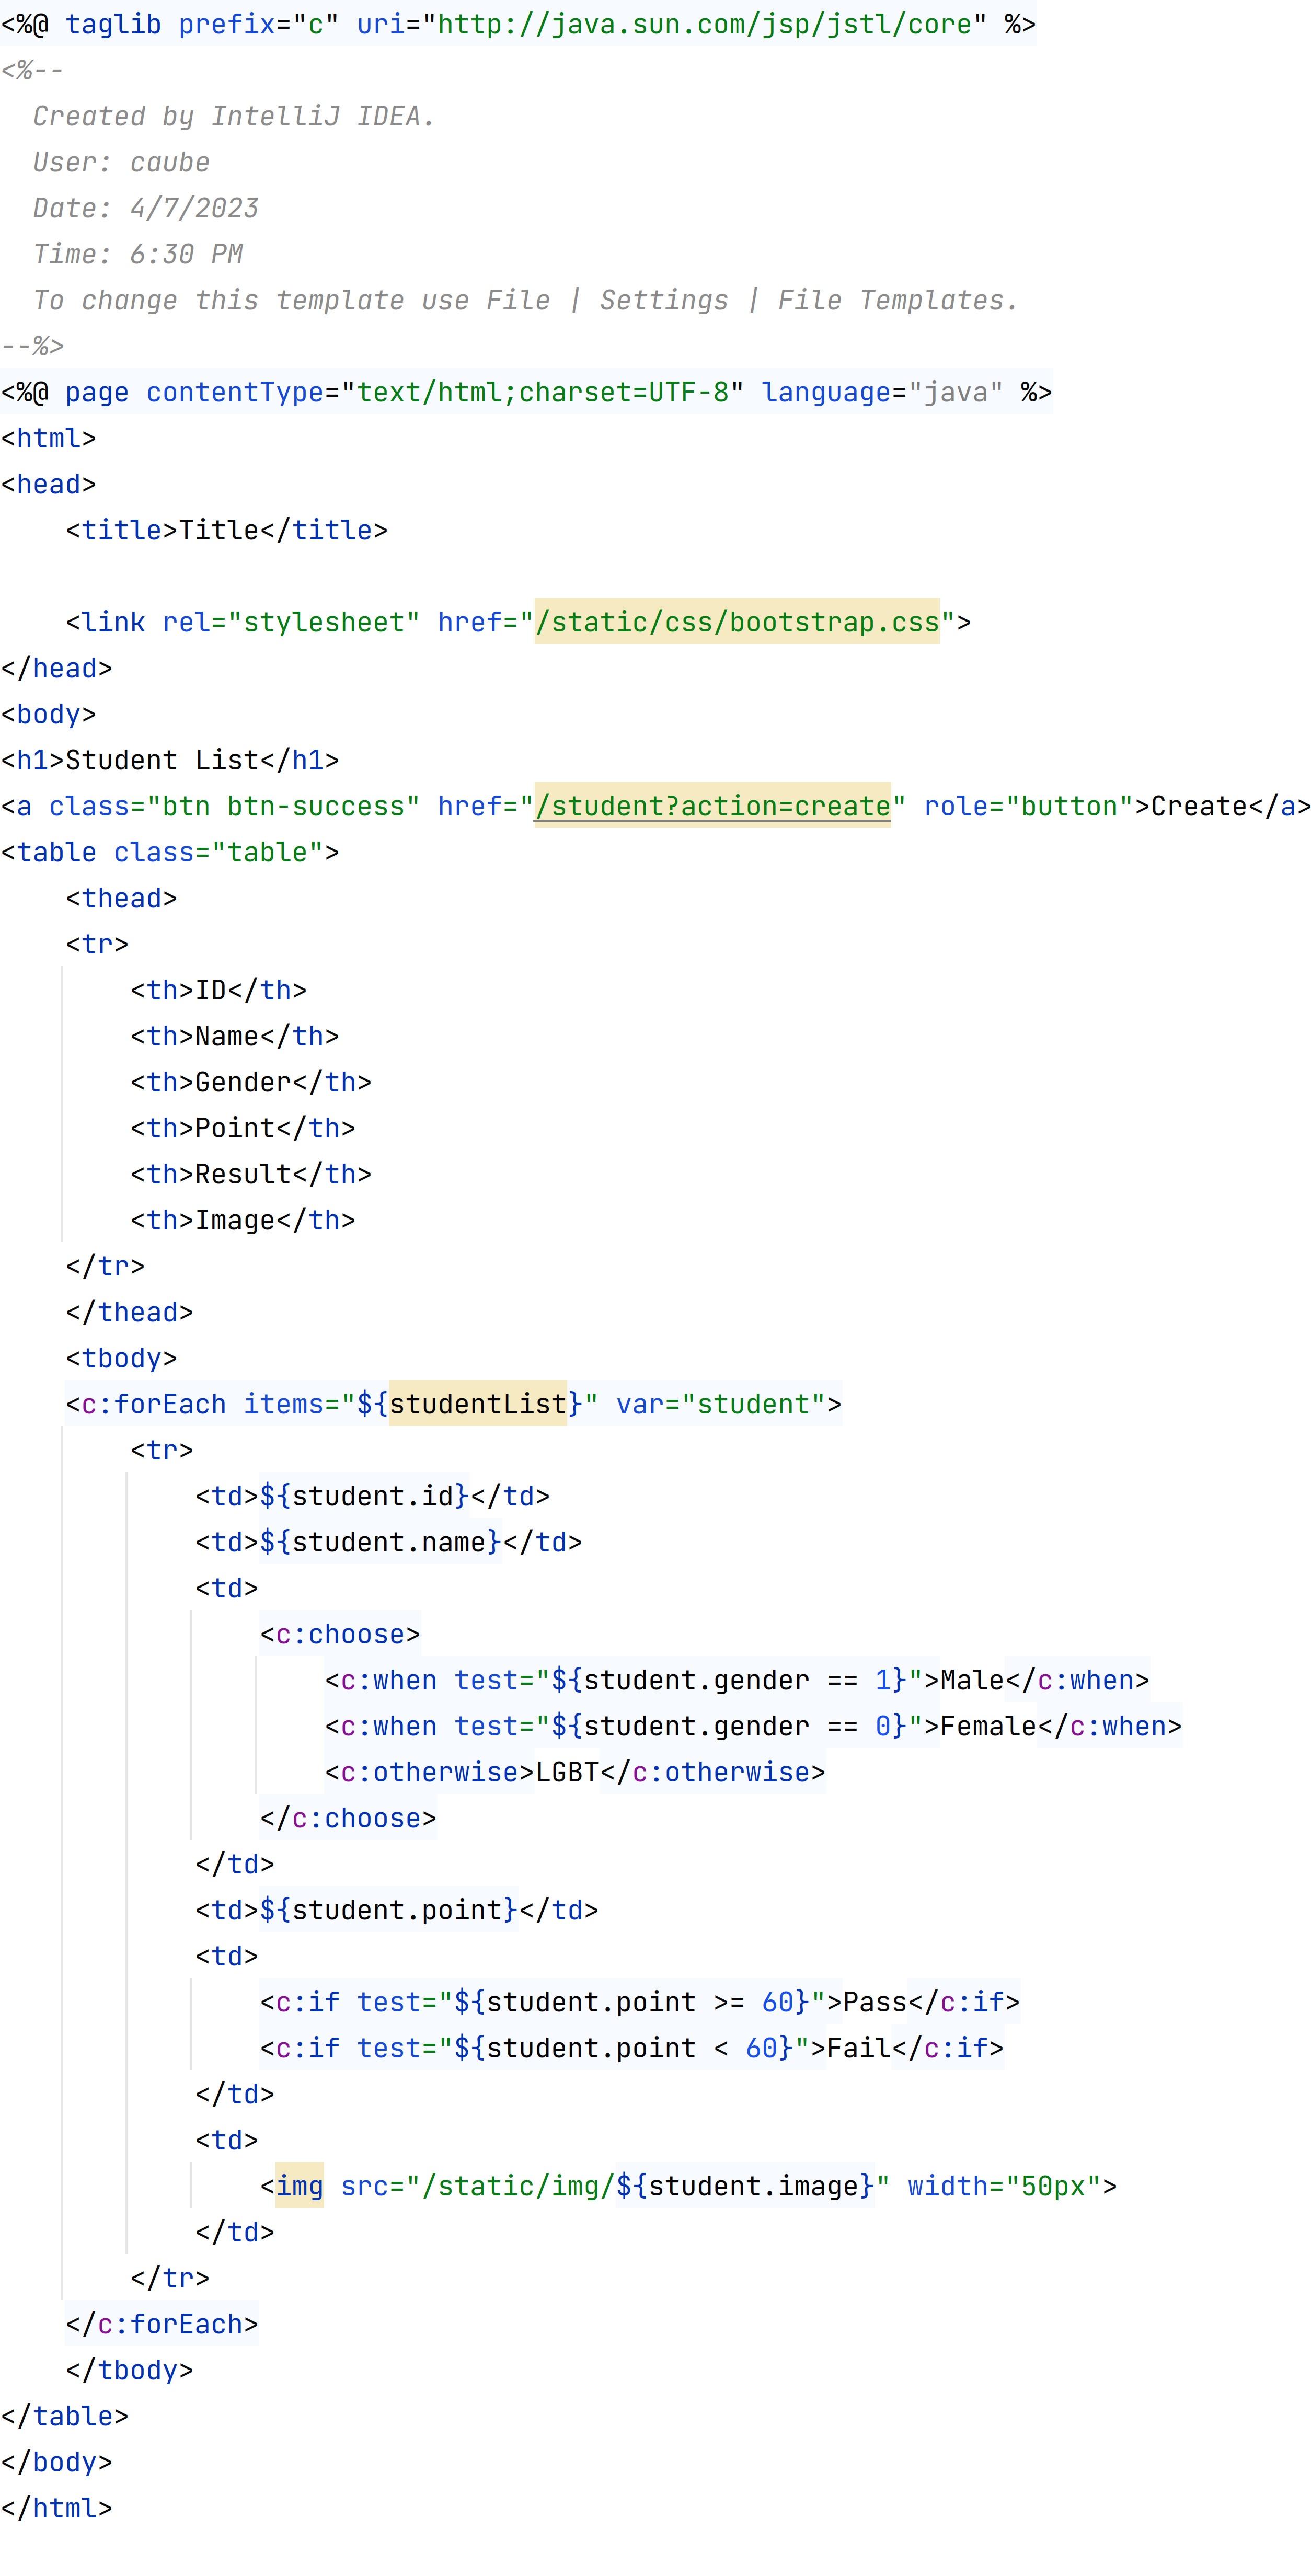 <%@ taglib prefix="c" uri="http://java.sun.com/jsp/jstl/core" %>
<%--
  Created by IntelliJ IDEA.
  User: caube
  Date: 4/7/2023
  Time: 6:30 PM
  To change this template use File | Settings | File Templates.
--%>
<%@ page contentType="text/html;charset=UTF-8" language="java" %>
<html>
<head>
    <title>Title</title>

    <link rel="stylesheet" href="/static/css/bootstrap.css">
</head>
<body>
<h1>Student List</h1>
<a class="btn btn-success" href="/student?action=create" role="button">Create</a>
<table class="table">
    <thead>
    <tr>
        <th>ID</th>
        <th>Name</th>
        <th>Gender</th>
        <th>Point</th>
        <th>Result</th>
        <th>Image</th>
    </tr>
    </thead>
    <tbody>
    <c:forEach items="${studentList}" var="student">
        <tr>
            <td>${student.id}</td>
            <td>${student.name}</td>
            <td>
                <c:choose>
                    <c:when test="${student.gender == 1}">Male</c:when>
                    <c:when test="${student.gender == 0}">Female</c:when>
                    <c:otherwise>LGBT</c:otherwise>
                </c:choose>
            </td>
            <td>${student.point}</td>
            <td>
                <c:if test="${student.point >= 60}">Pass</c:if>
                <c:if test="${student.point < 60}">Fail</c:if>
            </td>
            <td>
                <img src="/static/img/${student.image}" width="50px">
            </td>
        </tr>
    </c:forEach>
    </tbody>
</table>
</body>
</html>